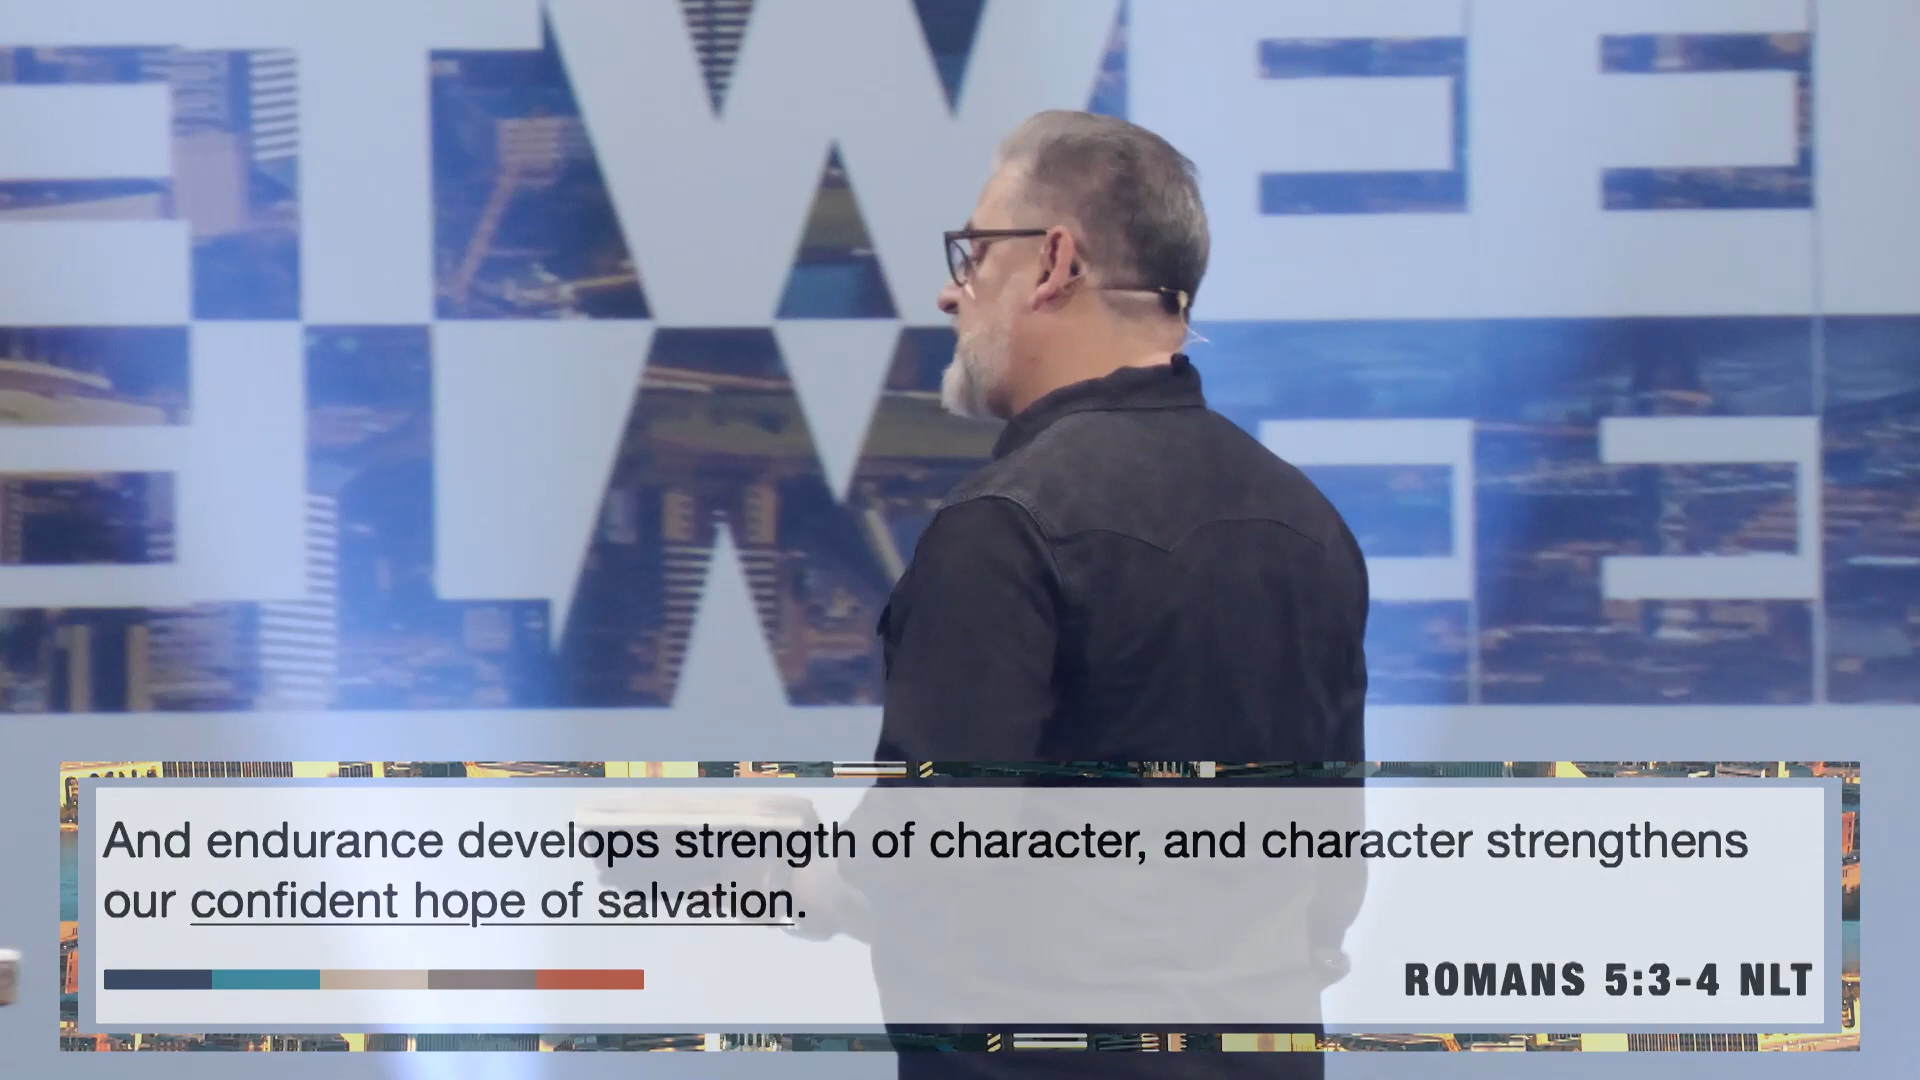 TWEE
And endurance develops strength of character, and character strengthens
our confident hope of salvation.
ROMANS 5:3-4 NLT